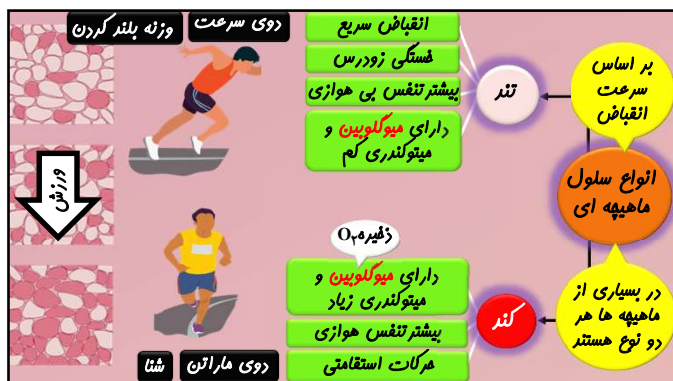 بر اساس
سرعت
انقباض
انواع سلول
ماهیچه ای
در بسیاری از
ماهیچه ها هر
دو نوع هستند
تند
انقباض سریع
خستگی زودرس
بیشتر تنفس بی هوازی
دارای میوگلوبین و
میتوکندری کم
دوی سرعت
وزنه بلند کردن
ورزش
کند
ذخیره O₂
دارای میوگلوبین و
میتوکندری زیاد
بیشتر تنفس هوازی
حرکات استقامتی
دوی ماراتن
شنا